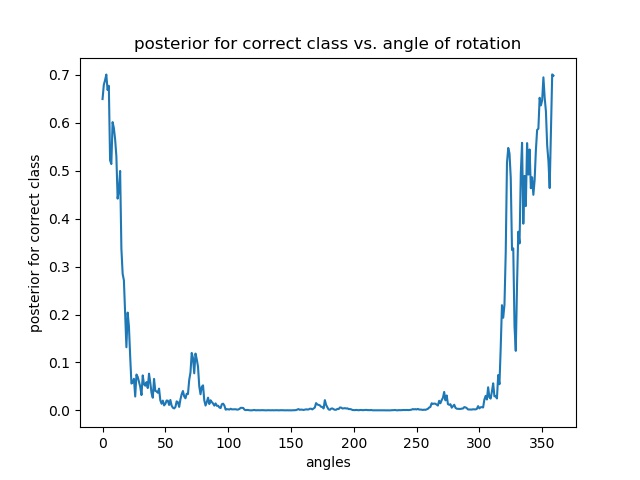 posterior for correct class vs. angle of rotation
posterior for correct class
0.7
0.6
0.5
0.4
0.3
0.2
0.1
0.0
0 50 100 150 200 250 300 350
angles